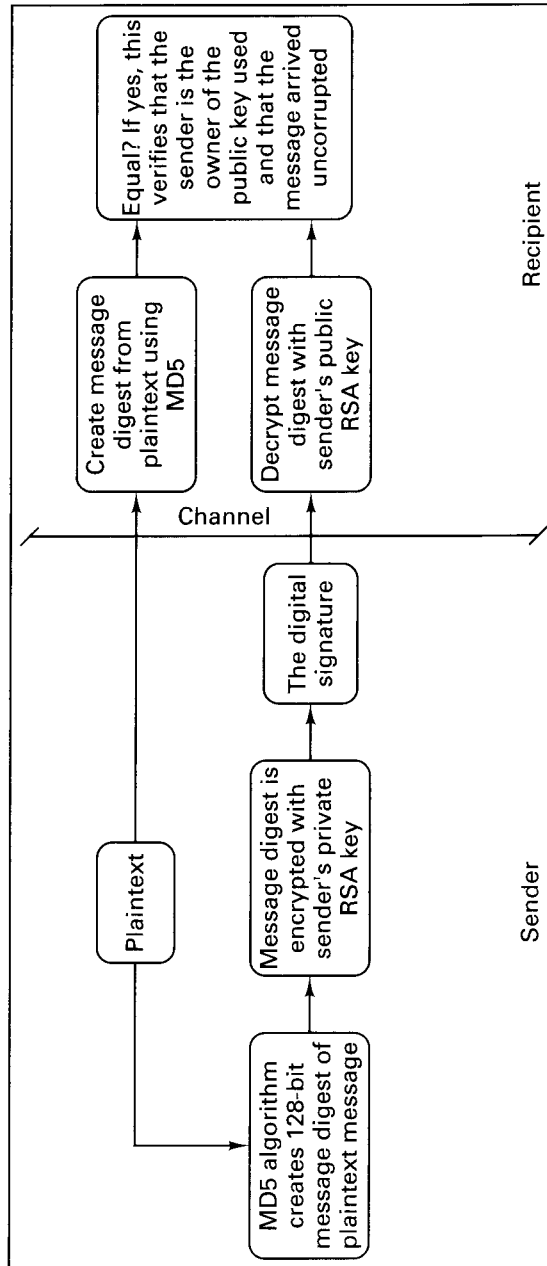 Plaintext
MD5 algorithm
creates 128-bit
message digest of
plaintext message
Message digest is
encrypted with
sender's private
RSA key
The digital
signature
Channel
Create message
digest from
plaintext using
MD5
Decrypt message
digest with
sender's public
RSA key
Equal? If yes, this
verifies that the
sender is the
owner of the
public key used
and that the
message arrived
uncorrupted
Sender
Recipient